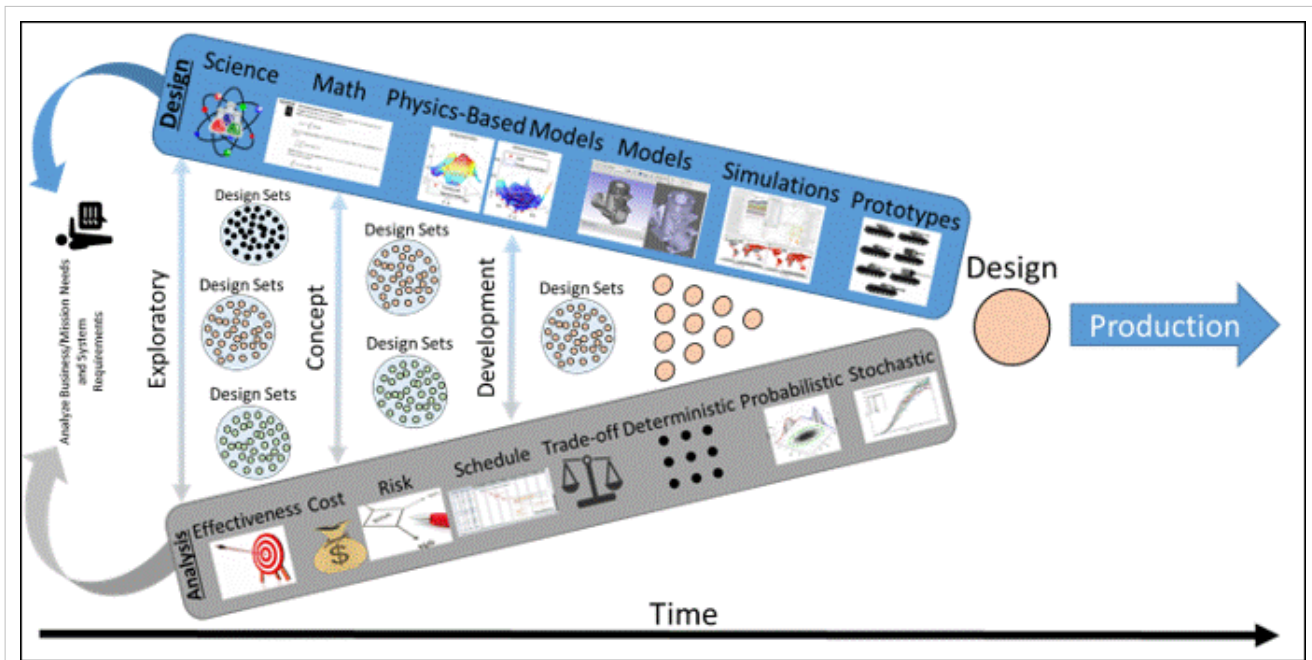 Design
Science
Math
Physics-Based Models
Models
Simulations
Prototypes
Analyze Business/Mission Needs
and System
Requirements
Exploratory
Design Sets
Design Sets
Design Sets
Concept
Design Sets
Design Sets
Development
Design Sets
Design
Production
Analysis
Effectiveness
Cost
Risk
Schedule
Trade-off
Deterministic
Probabilistic
Stochastic
Time